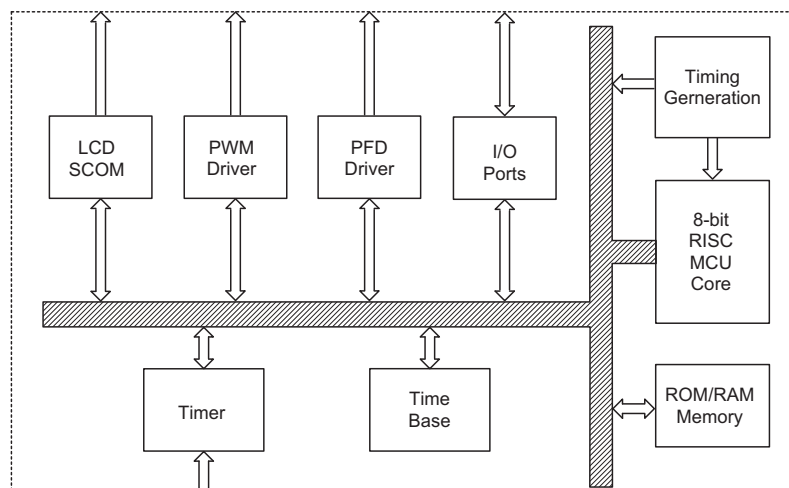 LCD
SCOM
PWM
Driver
PFD
Driver
I/O
Ports
Timing
Gerneration
8-bit
RISC
MCU
Core
Timer
Time
Base
ROM/RAM
Memory